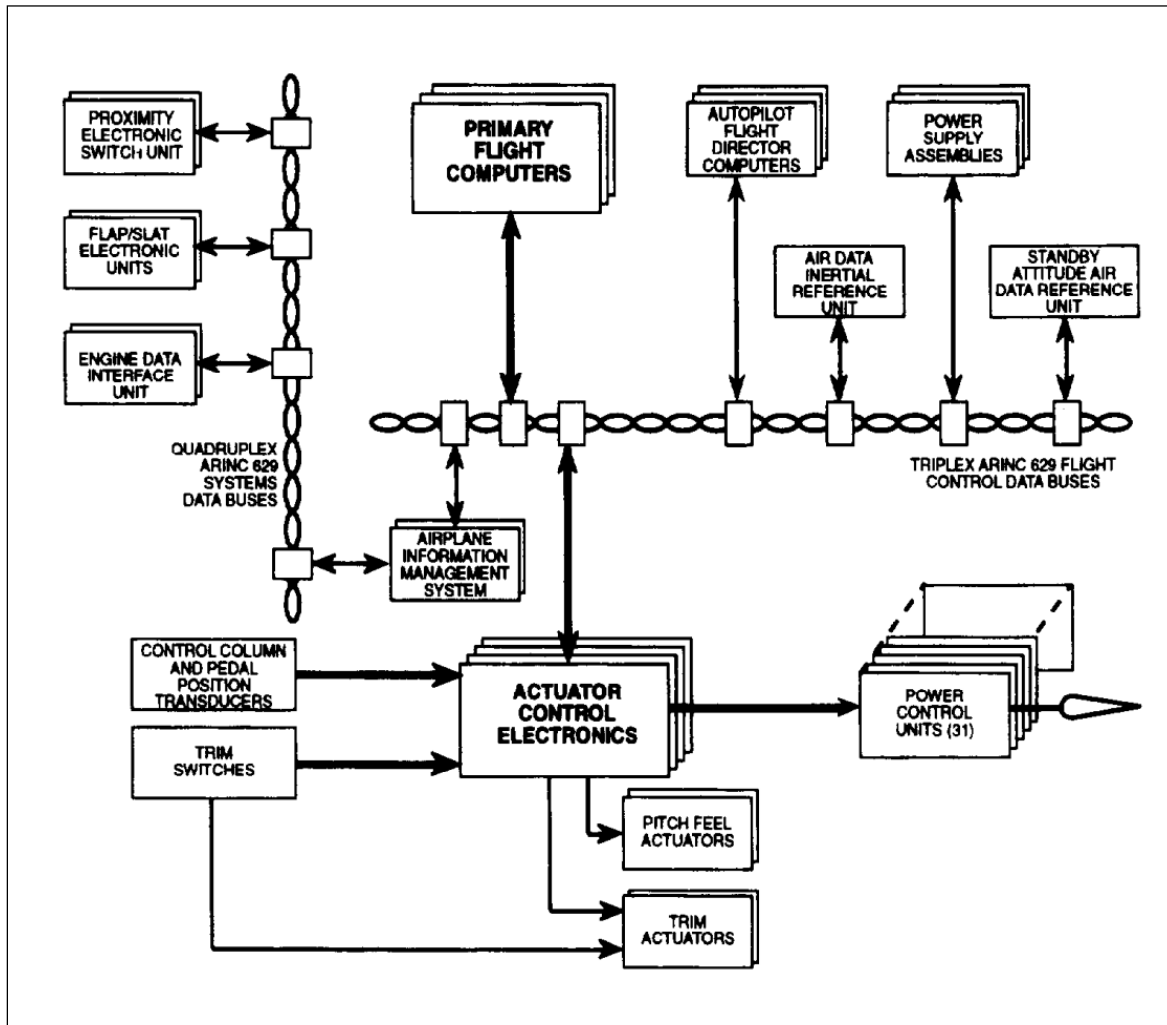 PROXIMITY
ELECTRONIC
SWITCH UNIT
FLAP/SLAT
ELECTRONIC
UNITS
ENGINE DATA
INTERFACE
UNIT
QUADRUPLEX
ARINC 629
SYSTEMS
DATA BUSES
PRIMARY
FLIGHT
COMPUTERS
AUTOPILOT
FLIGHT
DIRECTOR
COMPUTERS
POWER
SUPPLY
ASSEMBLIES
AIR DATA
INERTIAL
REFERENCE
UNIT
STANDBY
ATTITUDE AIR
DATA REFERENCE
UNIT
TRIPLEX ARINC 629 FLIGHT
CONTROL DATA BUSES
AIRPLANE
INFORMATION
MANAGEMENT
SYSTEM
CONTROL COLUMN
AND PEDAL
POSITION
TRANSDUCERS
TRIM
SWITCHES
ACTUATOR
CONTROL
ELECTRONICS
POWER
CONTROL
UNITS (31)
PITCH FEEL
ACTUATORS
TRIM
ACTUATORS